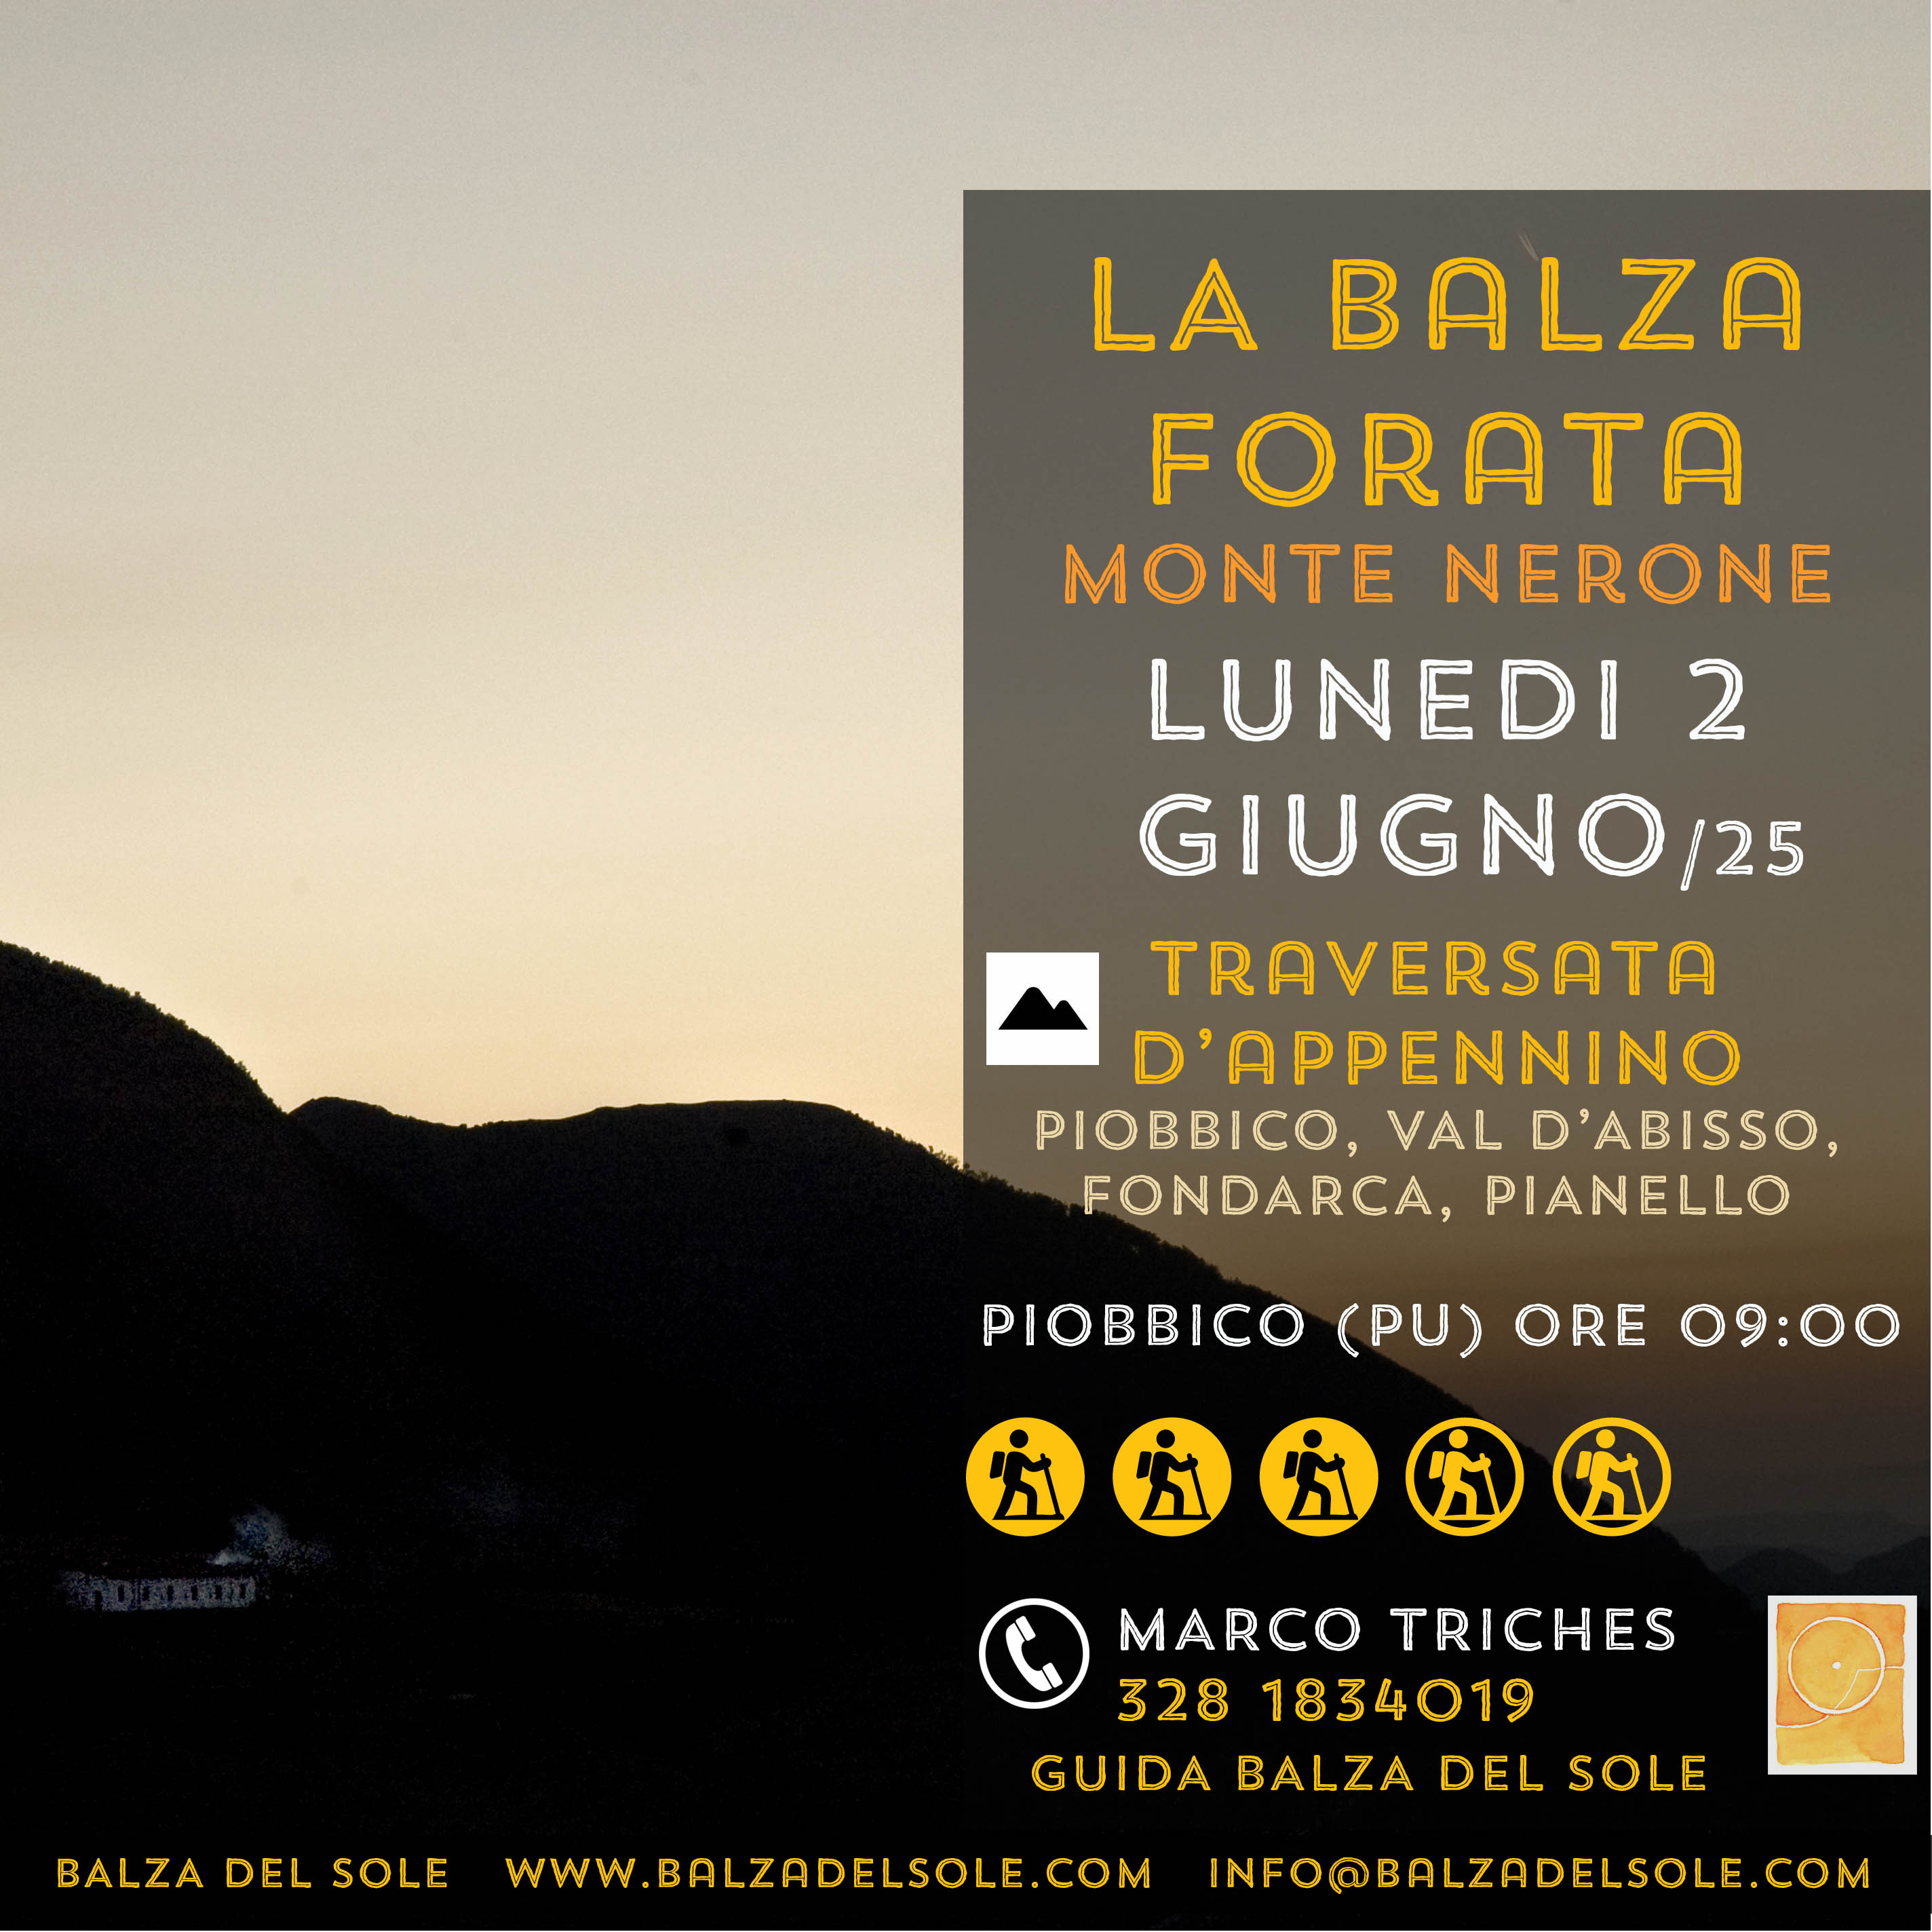 LA BALZA
FORATA
MONTE NERONE
LUNEDI 2
GIUGNO/25
TRAVERSATA
D'APPENNINO
PIOBBICO, VAL D'ABISSO,
FONDARCA, PIANELLO
PIOBBICO (PU) ORE 09:00
MARCO TRICHES
328 1834019
GUIDA BALZA DEL SOLE
BALZA DEL SOLE WWW.BALZADELSOLE.COM INFO@BALZADELSOLE.COM